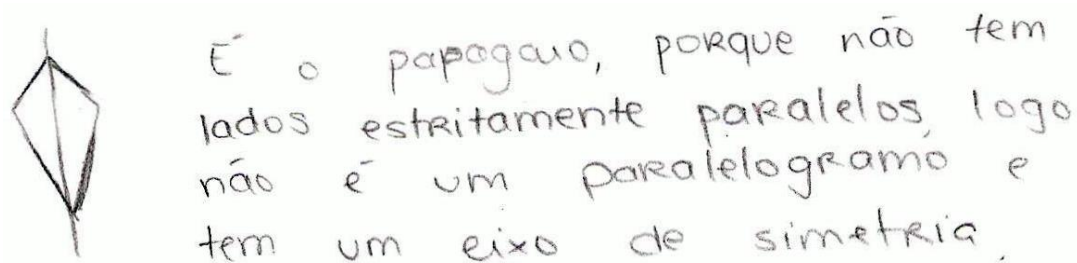 É o papagaio, porque não tem
lados estritamente paralelos, logo
não é um paralelogramo e
tem um eixo de simetria.